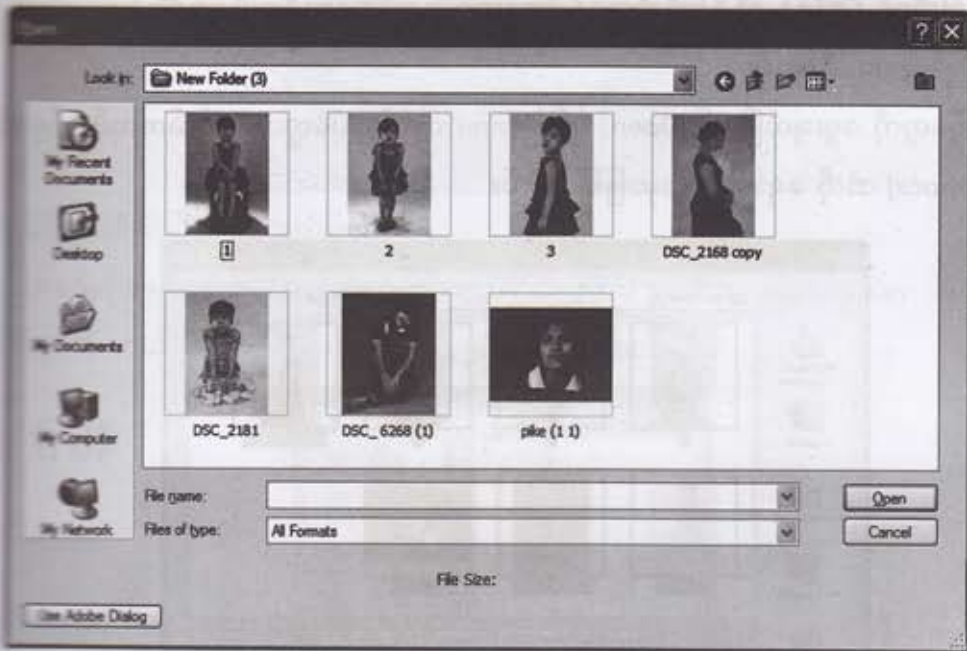 Open
Look in: New Folder (3)
My Recent
Documents
Desktop
My Documents
My Computer
My Network
1
2
3
DSC_2168 copy
DSC_2181
DSC_6268 (1)
pike (1 1)
File name:
Open
Files of type: All Formats
Cancel
File Size:
Use Adobe Dialog